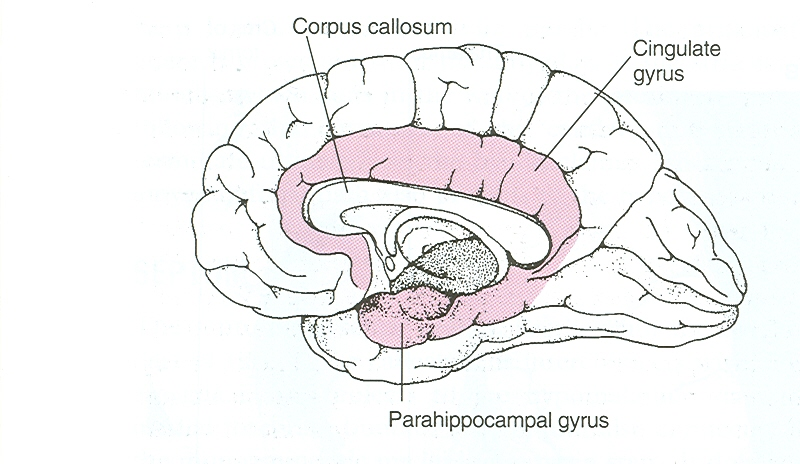 Corpus callosum
Cingulate
gyrus
Parahippocampal gyrus